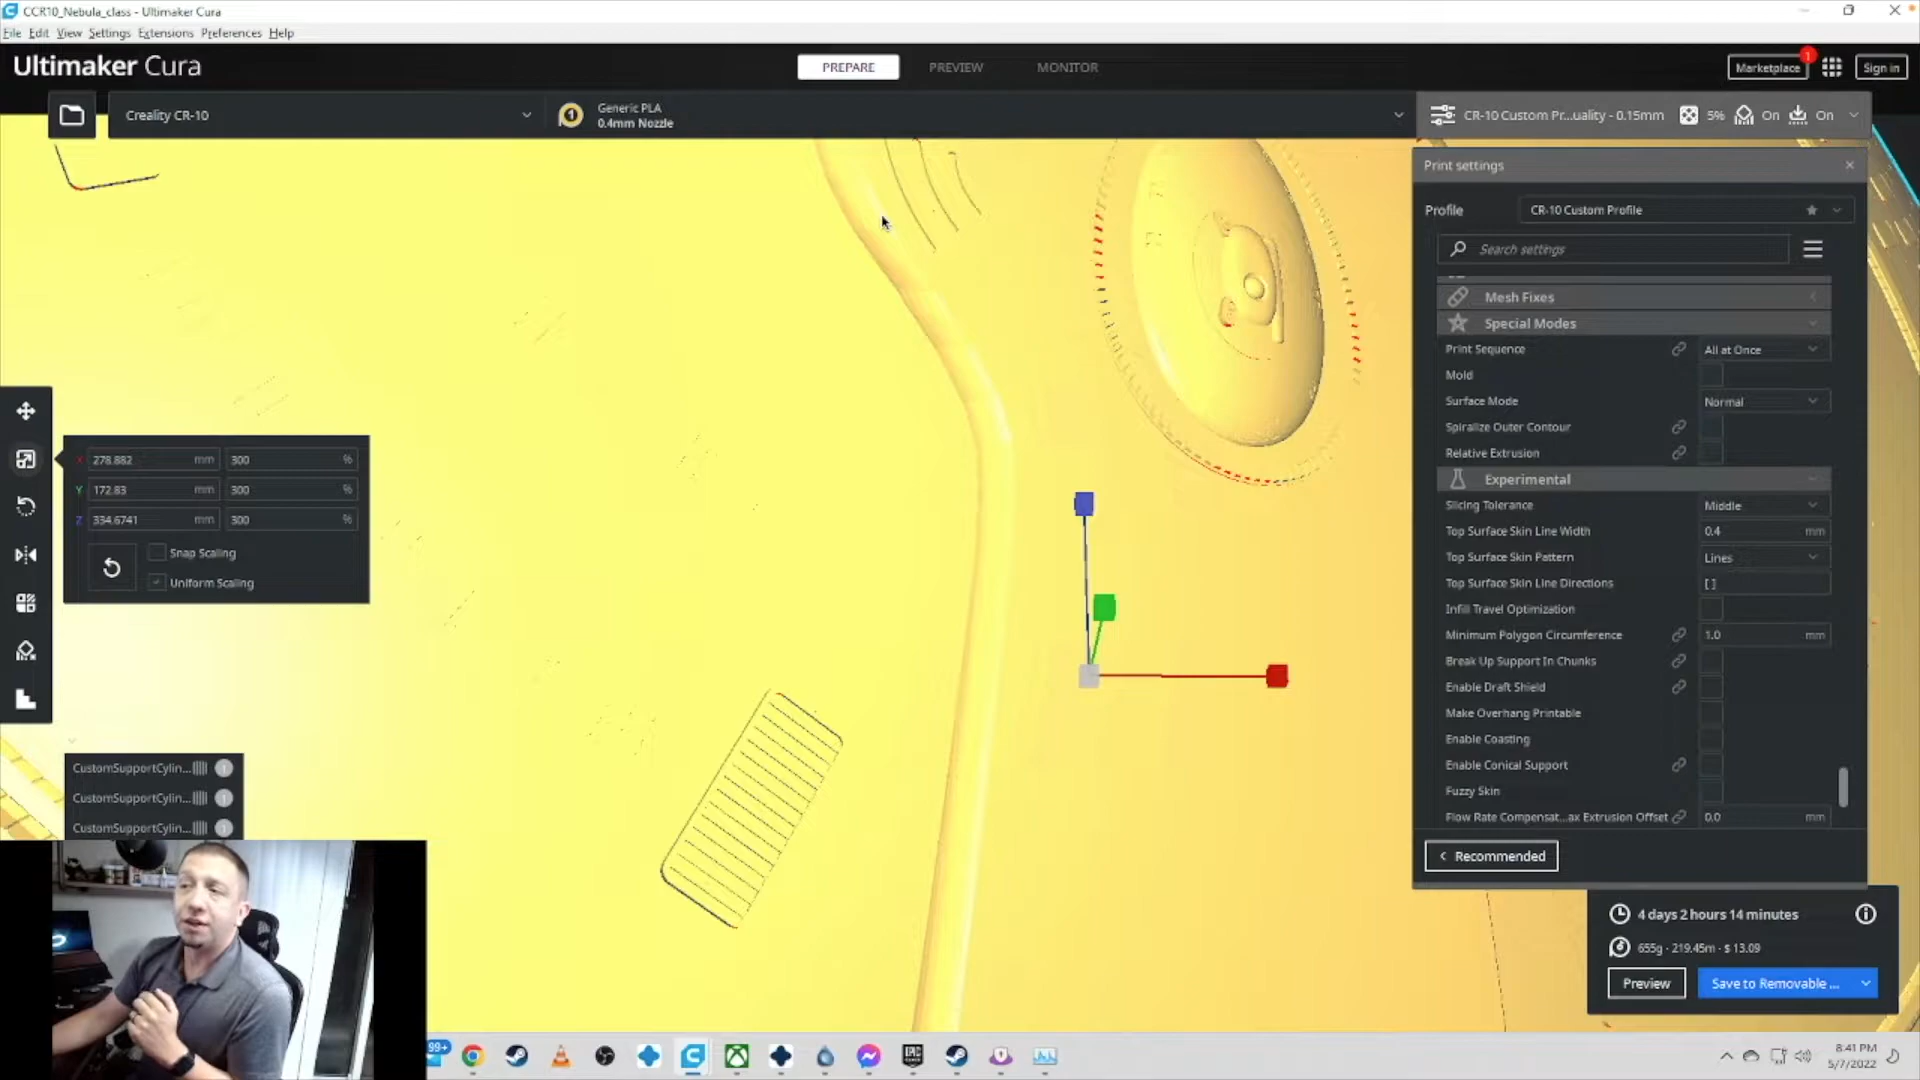 CCR10_Nebula_class - Ultimaker Cura
File Edit View Settings Extensions Preferences Help
Ultimaker Cura
PREPARE
PREVIEW
MONITOR
Marketplace
1
Sign in
Creality CR-10
1
Generic PLA
0.4mm Nozzle
CR-10 Custom Pr...uality - 0.15mm
5%
On
On
Print settings
Profile
CR-10 Custom Profile
Search settings
Mesh Fixes
Special Modes
Print Sequence
All at Once
Mold
Surface Mode
Normal
Spiralize Outer Contour
Relative Extrusion
Experimental
Slicing Tolerance
Middle
Top Surface Skin Line Width
0.4 mm
Top Surface Skin Pattern
Lines
Top Surface Skin Line Directions
[ ]
Infill Travel Optimization
Minimum Polygon Circumference
1.0 mm
Break Up Support In Chunks
Enable Draft Shield
Make Overhang Printable
Enable Coasting
Enable Conical Support
Fuzzy Skin
Flow Rate Compensat...ax Extrusion Offset
0.0 mm
Recommended
X 278.882 mm 300 %
Y 172.83 mm 300 %
Z 334.6741 mm 300 %
Snap Scaling
Uniform Scaling
CustomSupportCylin... 1
CustomSupportCylin... 1
CustomSupportCylin... 1
4 days 2 hours 14 minutes
655g · 219.45m · $ 13.09
Preview
Save to Removable ...
99+
EPIC
8:41 PM
5/7/2022